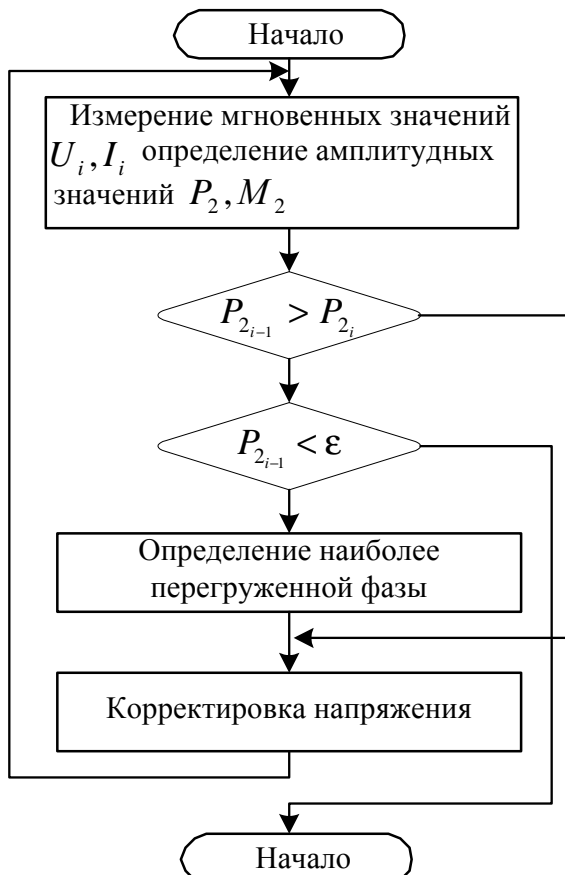 Начало
Измерение мгновенных значений
U_i, I_i определение амплитудных
значений P_2, M_2
P_{2_{i-1}} > P_{2_i}
P_{2_{i-1}} < ε
Определение наиболее
перегруженной фазы
Корректировка напряжения
Начало